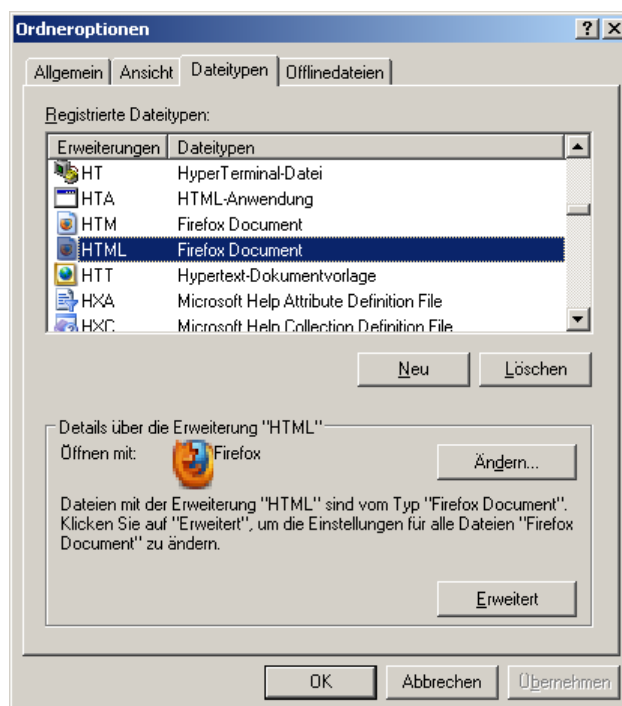 Ordneroptionen
Allgemein Ansicht Dateitypen Offlinedateien
Registrierte Dateitypen:
Erweiterungen Dateitypen
HT HyperTerminal-Datei
HTA HTML-Anwendung
HTM Firefox Document
HTML Firefox Document
HTT Hypertext-Dokumentvorlage
HXA Microsoft Help Attribute Definition File
HXC Microsoft Help Collection Definition File
Neu Löschen
Details über die Erweiterung "HTML"
Öffnen mit: Firefox Ändern...
Dateien mit der Erweiterung "HTML" sind vom Typ "Firefox Document".
Klicken Sie auf "Erweitert", um die Einstellungen für alle Dateien "Firefox
Document" zu ändern.
Erweitert
OK Abbrechen Übernehmen